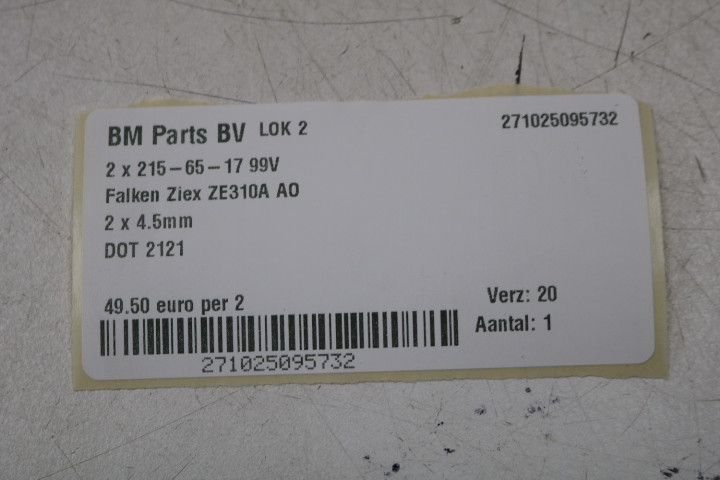 BM Parts BV LOK 2 271025095732
2 x 215-65-17 99V
Falken Ziex ZE310A AO
2 x 4.5mm
DOT 2121
49.50 euro per 2 Verz: 20
Aantal: 1
271025095732